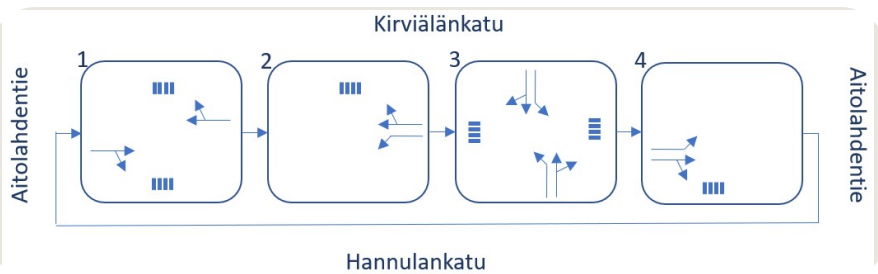 Kirviälänkatu
1
2
3
4
Aitolahdentie
Aitolahdentie
Hannulankatu